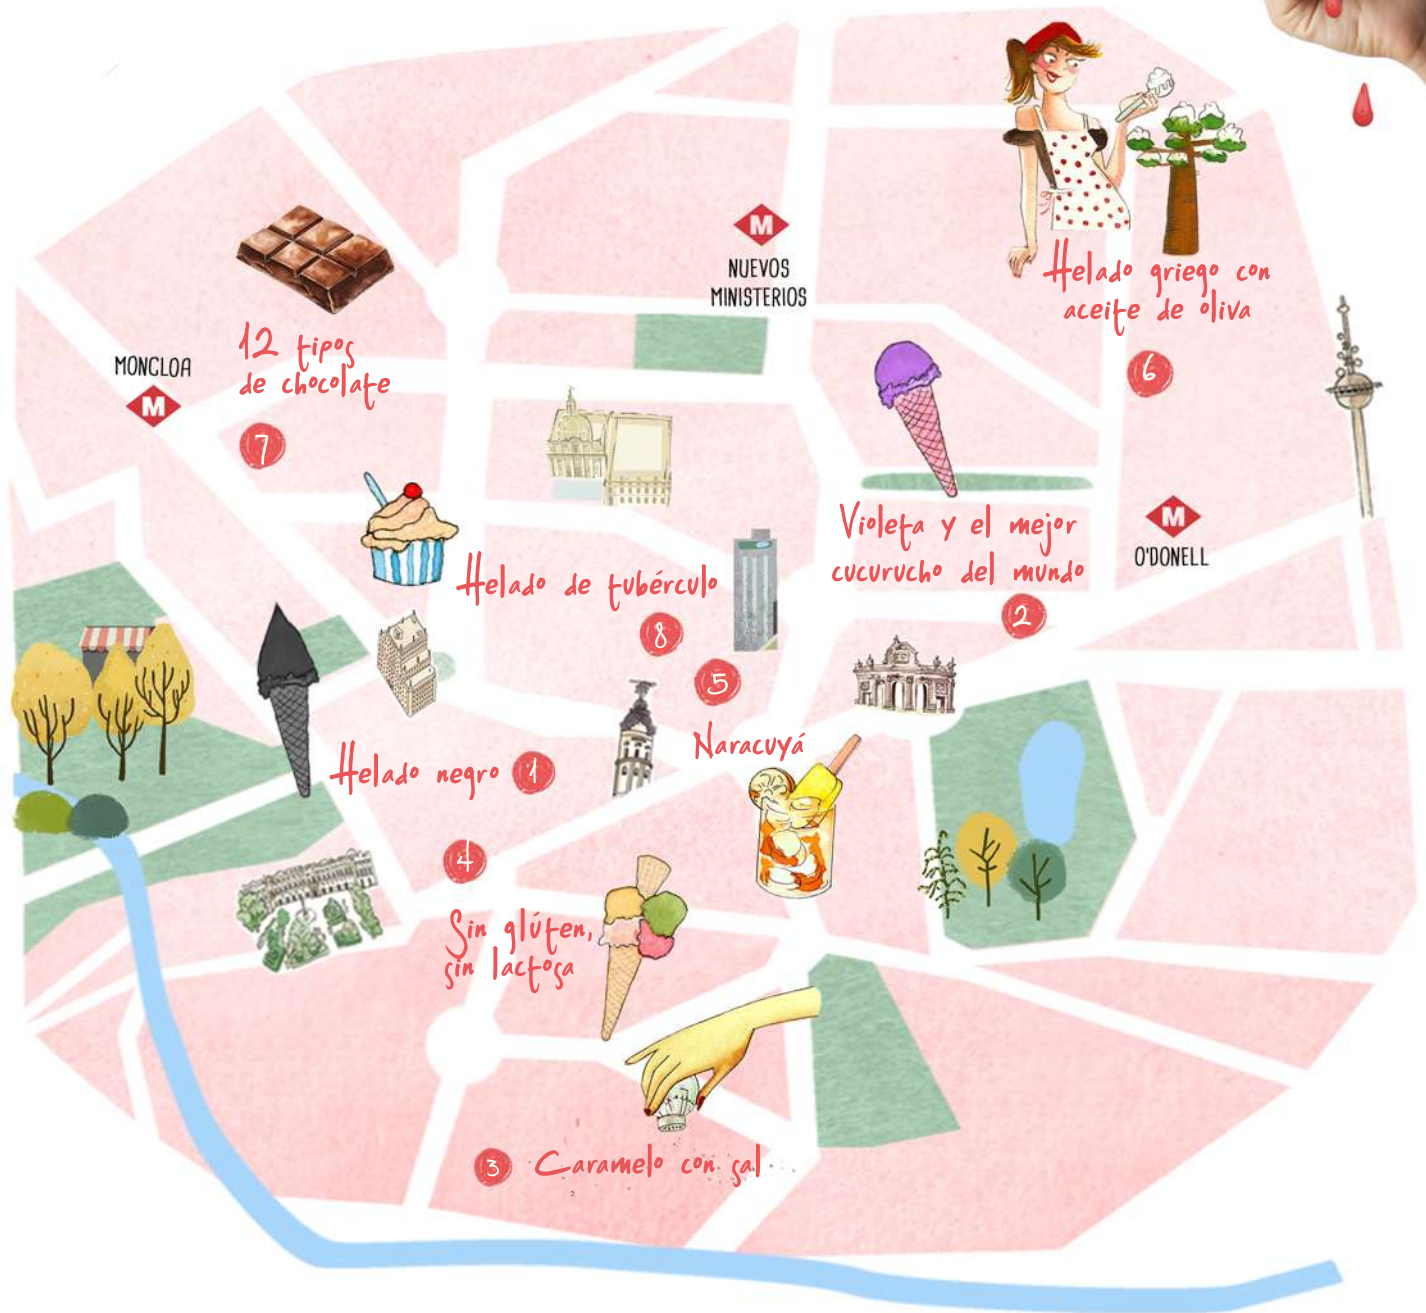 M
NUEVOS
MINISTERIOS
Helado griego con
aceite de oliva
6
12 tipos
de chocolate
7
MONCLOA
M
Violeta y el mejor
cucurucho del mundo
2
M
O'DONELL
Helado de tubérculo
8
5
Naracuyá
Helado negro 1
4
Sin glúten,
sin lactosa
3 Caramelo con sal